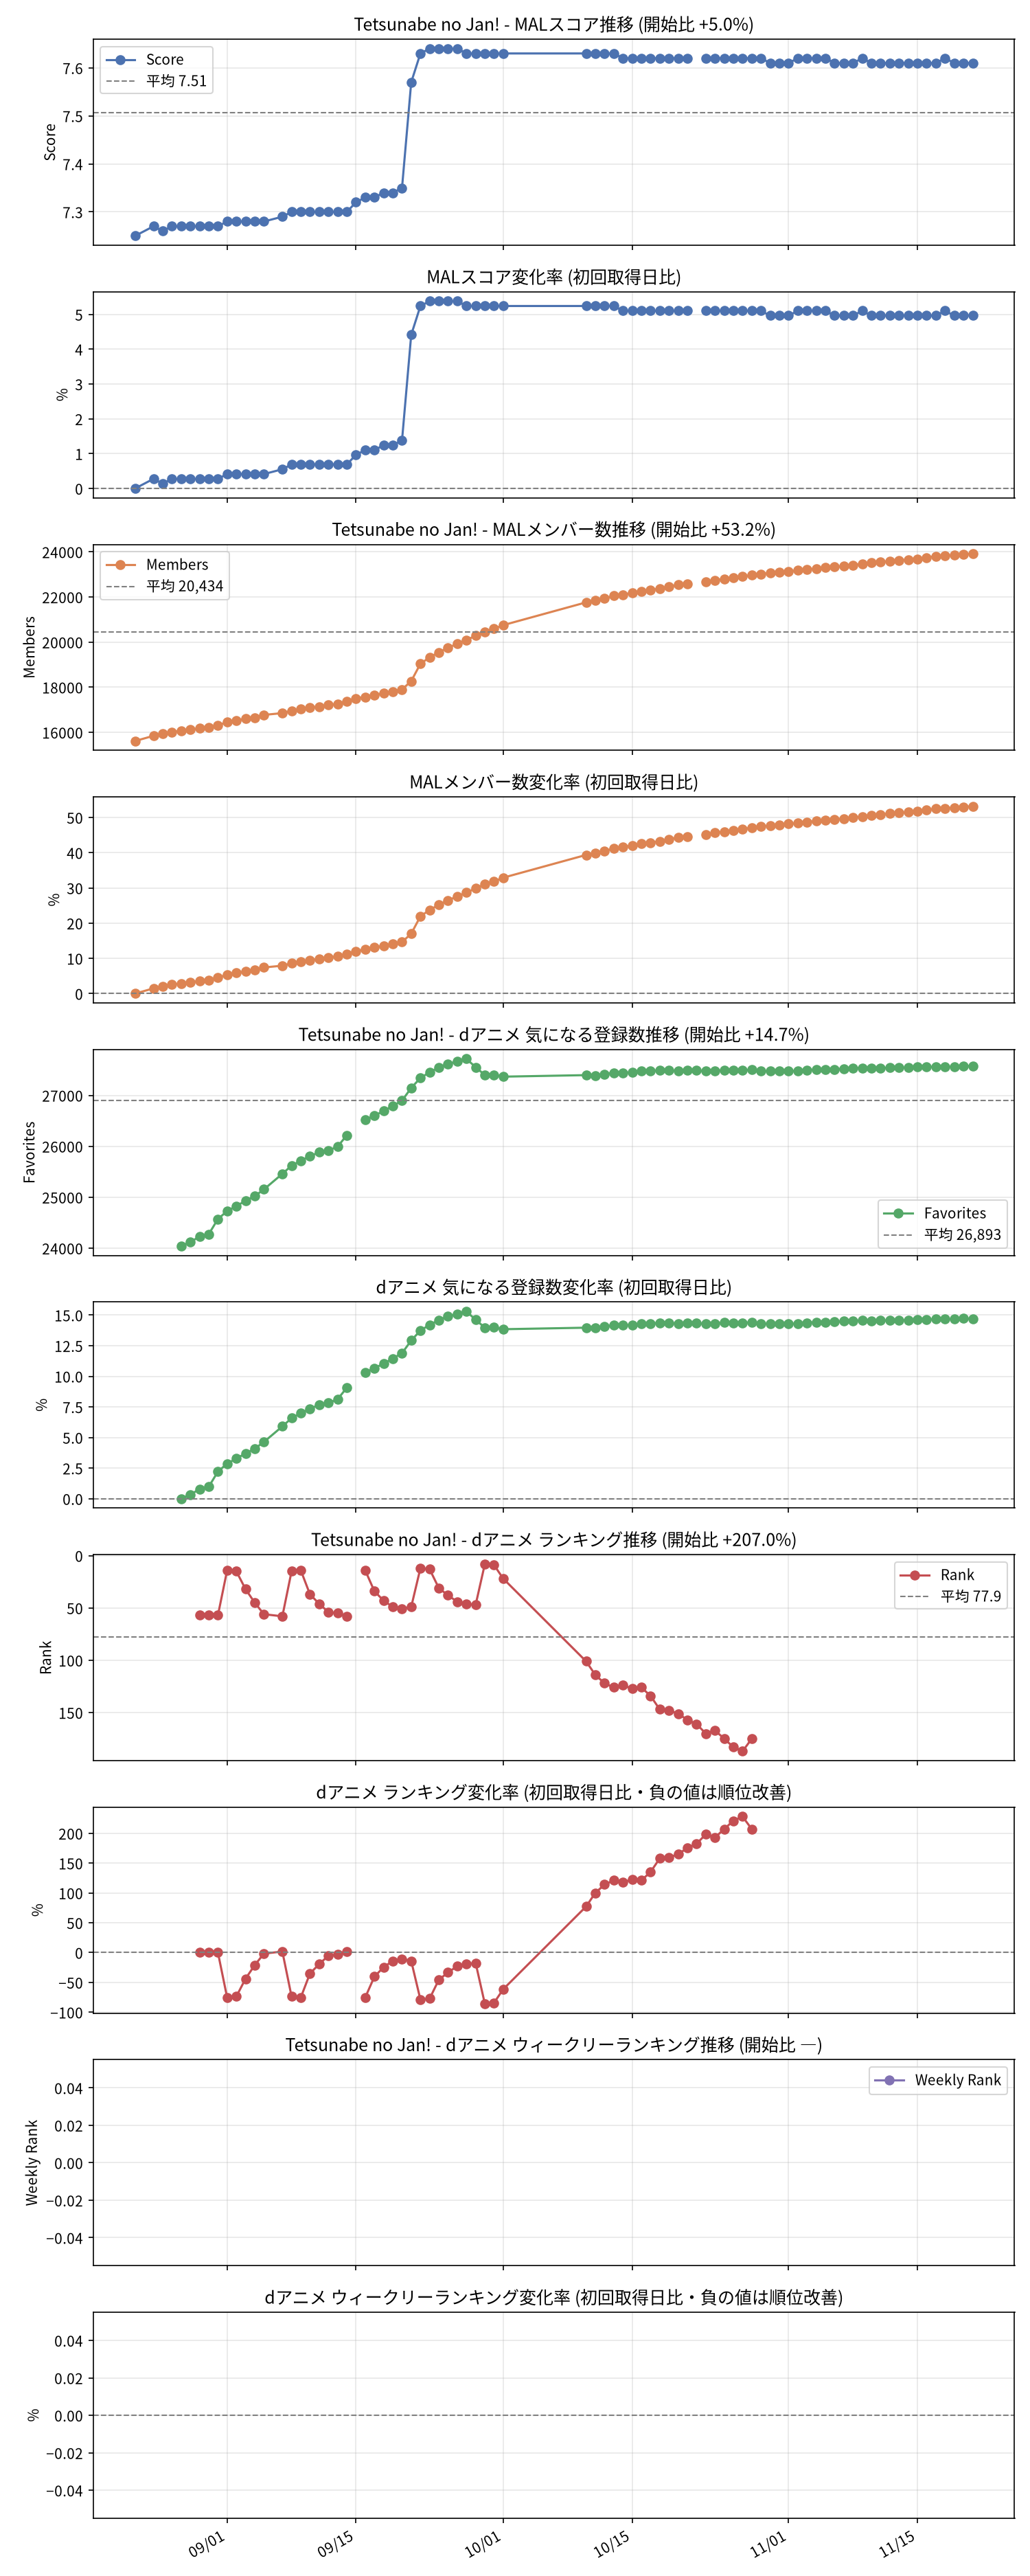 Tetsunabe no Jan! - MALスコア推移 (開始比 +5.0%)
Score
平均 7.51
Score
7.6
7.5
7.4
7.3
MALスコア変化率 (初回取得日比)
%
5
4
3
2
1
0
Tetsunabe no Jan! - MALメンバー数推移 (開始比 +53.2%)
Members
平均 20,434
Members
24000
22000
20000
18000
16000
MALメンバー数変化率 (初回取得日比)
%
50
40
30
20
10
0
Tetsunabe no Jan! - dアニメ 気になる登録数推移 (開始比 +14.7%)
Favorites
27000
26000
25000
24000
Favorites
平均 26,893
dアニメ 気になる登録数変化率 (初回取得日比)
%
15.0
12.5
10.0
7.5
5.0
2.5
0.0
Tetsunabe no Jan! - dアニメ ランキング推移 (開始比 +207.0%)
Rank
平均 77.9
Rank
0
50
100
150
dアニメ ランキング変化率 (初回取得日比・負の値は順位改善)
%
200
150
100
50
0
−50
−100
Tetsunabe no Jan! - dアニメ ウィークリーランキング推移 (開始比 —)
Weekly Rank
Weekly Rank
0.04
0.02
0.00
−0.02
−0.04
dアニメ ウィークリーランキング変化率 (初回取得日比・負の値は順位改善)
%
0.04
0.02
0.00
−0.02
−0.04
09/01
09/15
10/01
10/15
11/01
11/15